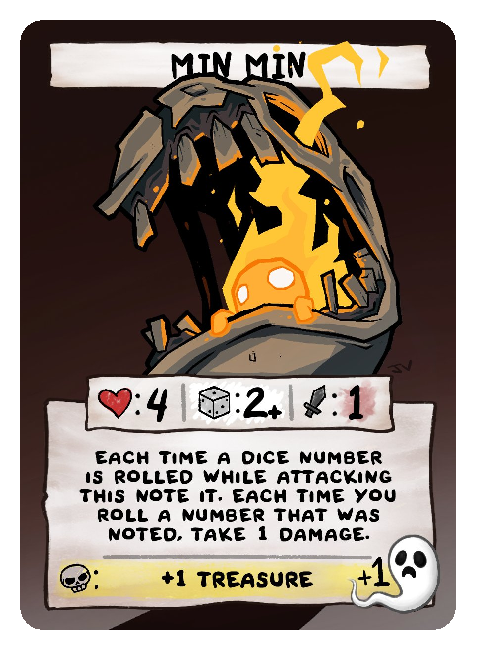 MIN MIN
JV
:4 :2+ :1
EACH TIME A DICE NUMBER
IS ROLLED WHILE ATTACKING
THIS NOTE IT. EACH TIME YOU
ROLL A NUMBER THAT WAS
NOTED, TAKE 1 DAMAGE.
: +1 TREASURE +1